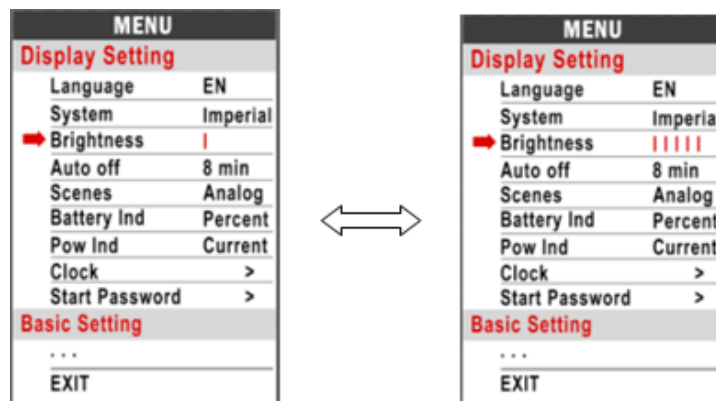 MENU
Display Setting
Language EN
System Imperial
Brightness I
Auto off 8 min
Scenes Analog
Battery Ind Percent
Pow Ind Current
Clock >
Start Password >
Basic Setting
. . .
EXIT
MENU
Display Setting
Language EN
System Imperia
Brightness I I I I I
Auto off 8 min
Scenes Analog
Battery Ind Percent
Pow Ind Current
Clock >
Start Password >
Basic Setting
. . .
EXIT